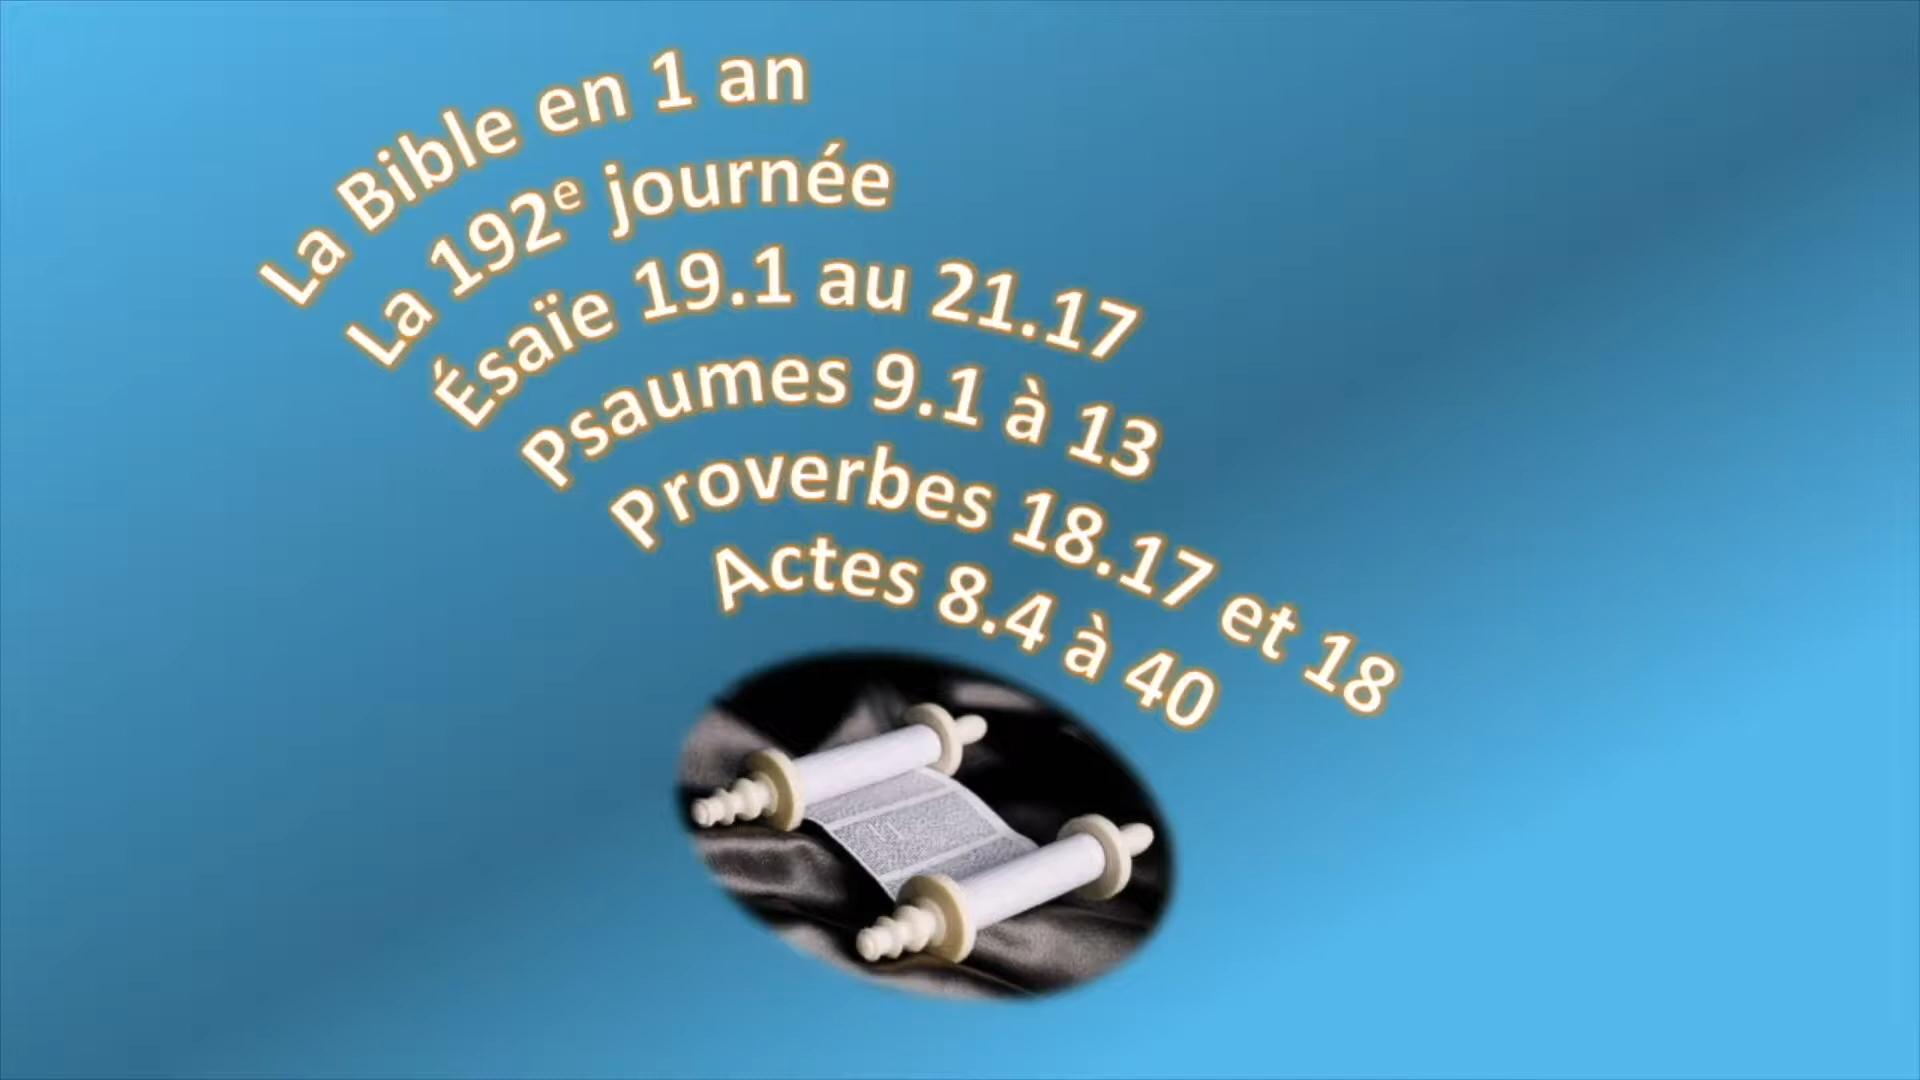 La Bible en 1 an
La 192e journée
Ésaïe 19.1 au 21.17
Psaumes 9.1 à 13
Proverbes 18.17 et 18
Actes 8.4 à 40